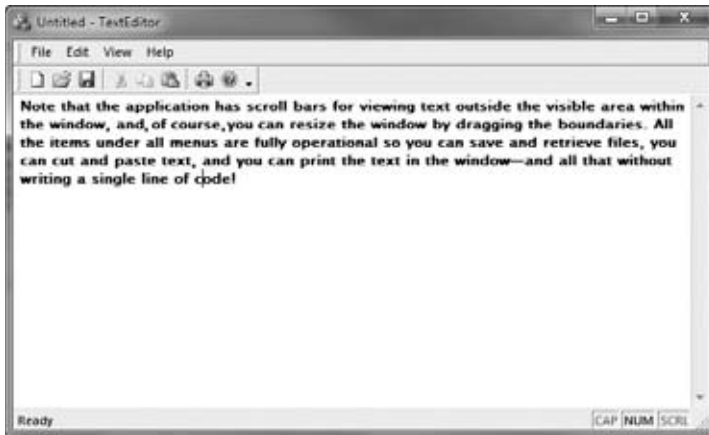 Untitled - TextEditor
File Edit View Help
Note that the application has scroll bars for viewing text outside the visible area within
the window, and, of course, you can resize the window by dragging the boundaries. All
the items under all menus are fully operational so you can save and retrieve files, you
can cut and paste text, and you can print the text in the window—and all that without
writing a single line of code!
Ready CAP NUM SCRL